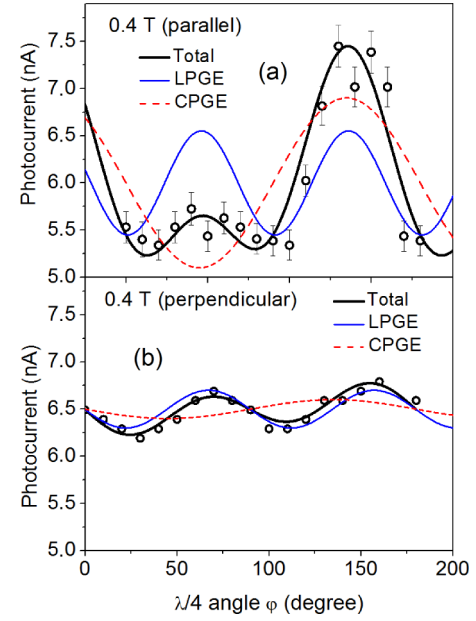 0.4 T (parallel)
Total
LPGE
CPGE
(a)
Photocurrent (nA)
7.5
7.0
6.5
6.0
5.5
5.0
0.4 T (perpendicular)
Total
LPGE
CPGE
(b)
Photocurrent (nA)
7.5
7.0
6.5
6.0
5.5
5.0
0 50 100 150 200
λ/4 angle φ (degree)